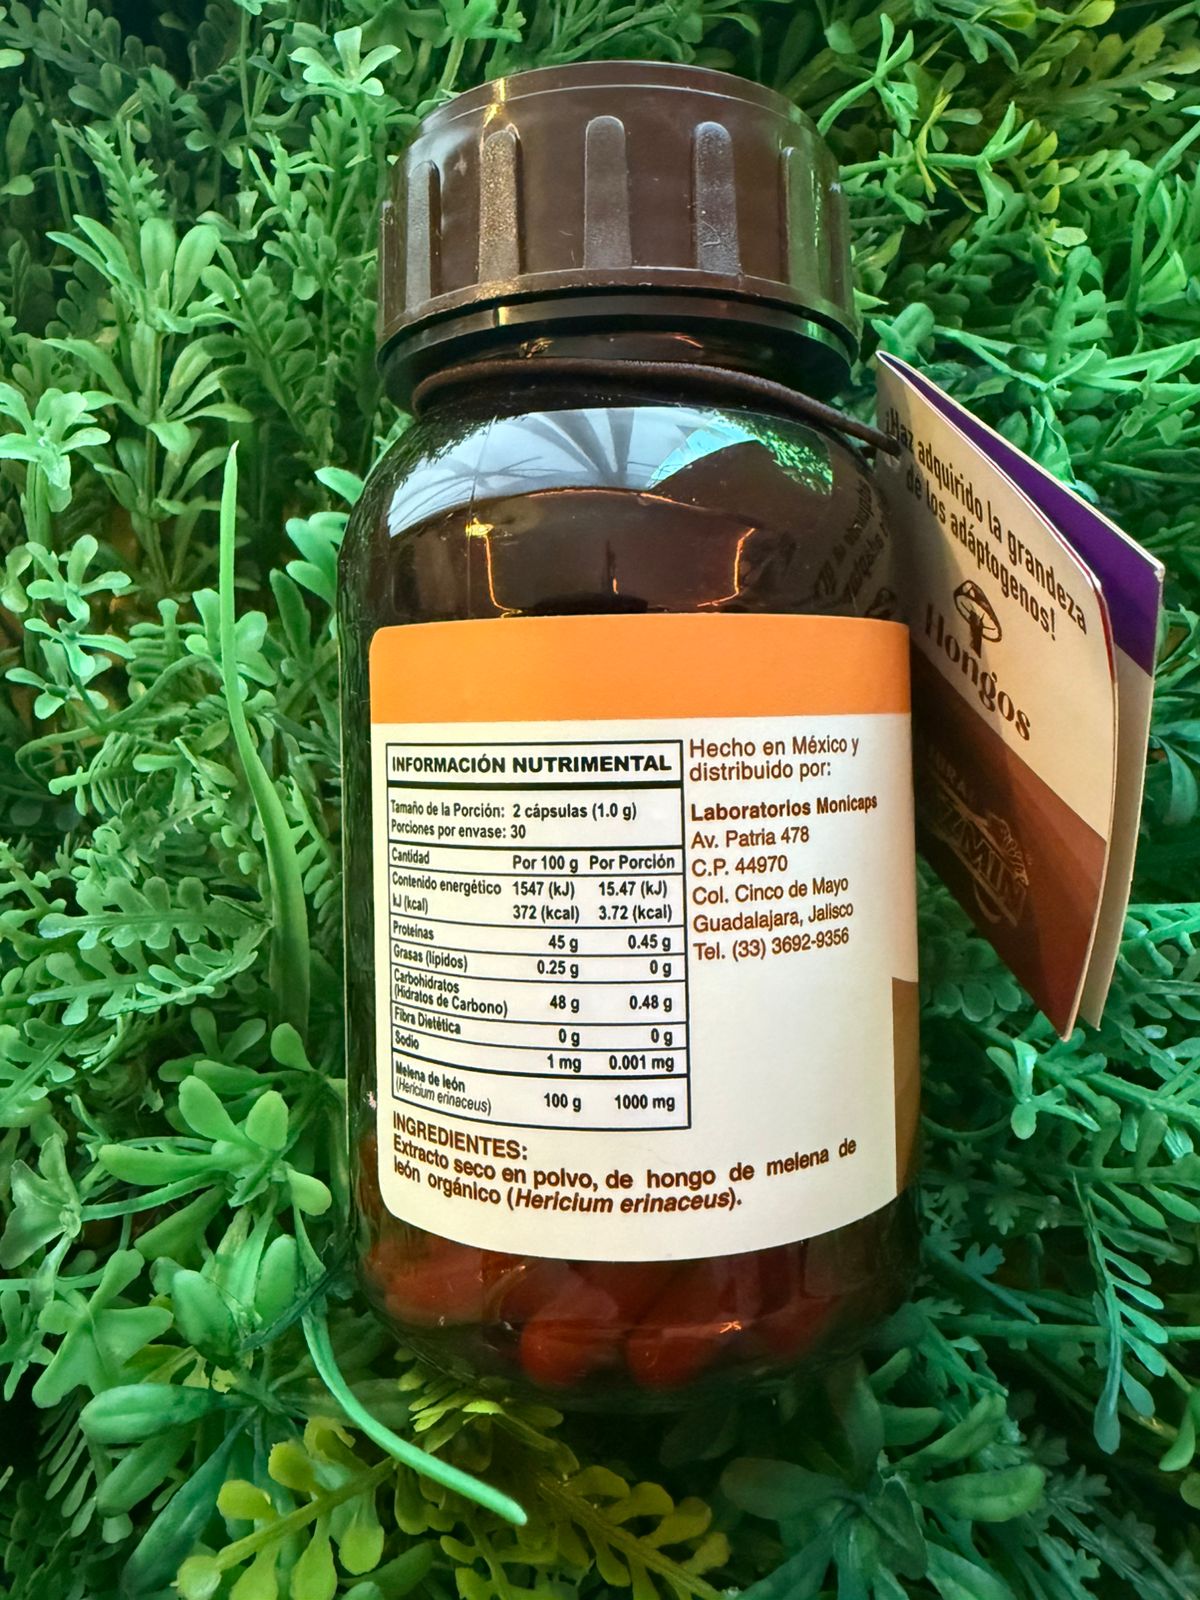 ¡Haz adquirido la grandeza
de los adáptogenos!
Hongos
INFORMACIÓN NUTRIMENTAL
Tamaño de la Porción: 2 cápsulas (1.0 g)
Porciones por envase: 30
Cantidad Por 100 g Por Porción
Contenido energético 1547 (kJ) 15.47 (kJ)
kJ (kcal) 372 (kcal) 3.72 (kcal)
Proteínas 45 g 0.45 g
Grasas (lípidos) 0.25 g 0 g
Carbohidratos
(Hidratos de Carbono) 48 g 0.48 g
Fibra Dietética 0 g 0 g
Sodio 1 mg 0.001 mg
Melena de león
(Hericium erinaceus) 100 g 1000 mg
INGREDIENTES:
Extracto seco en polvo, de hongo de melena de
león orgánico (Hericium erinaceus).
Hecho en México y
distribuido por:
Laboratorios Monicaps
Av. Patria 478
C.P. 44970
Col. Cinco de Mayo
Guadalajara, Jalisco
Tel. (33) 3692-9356